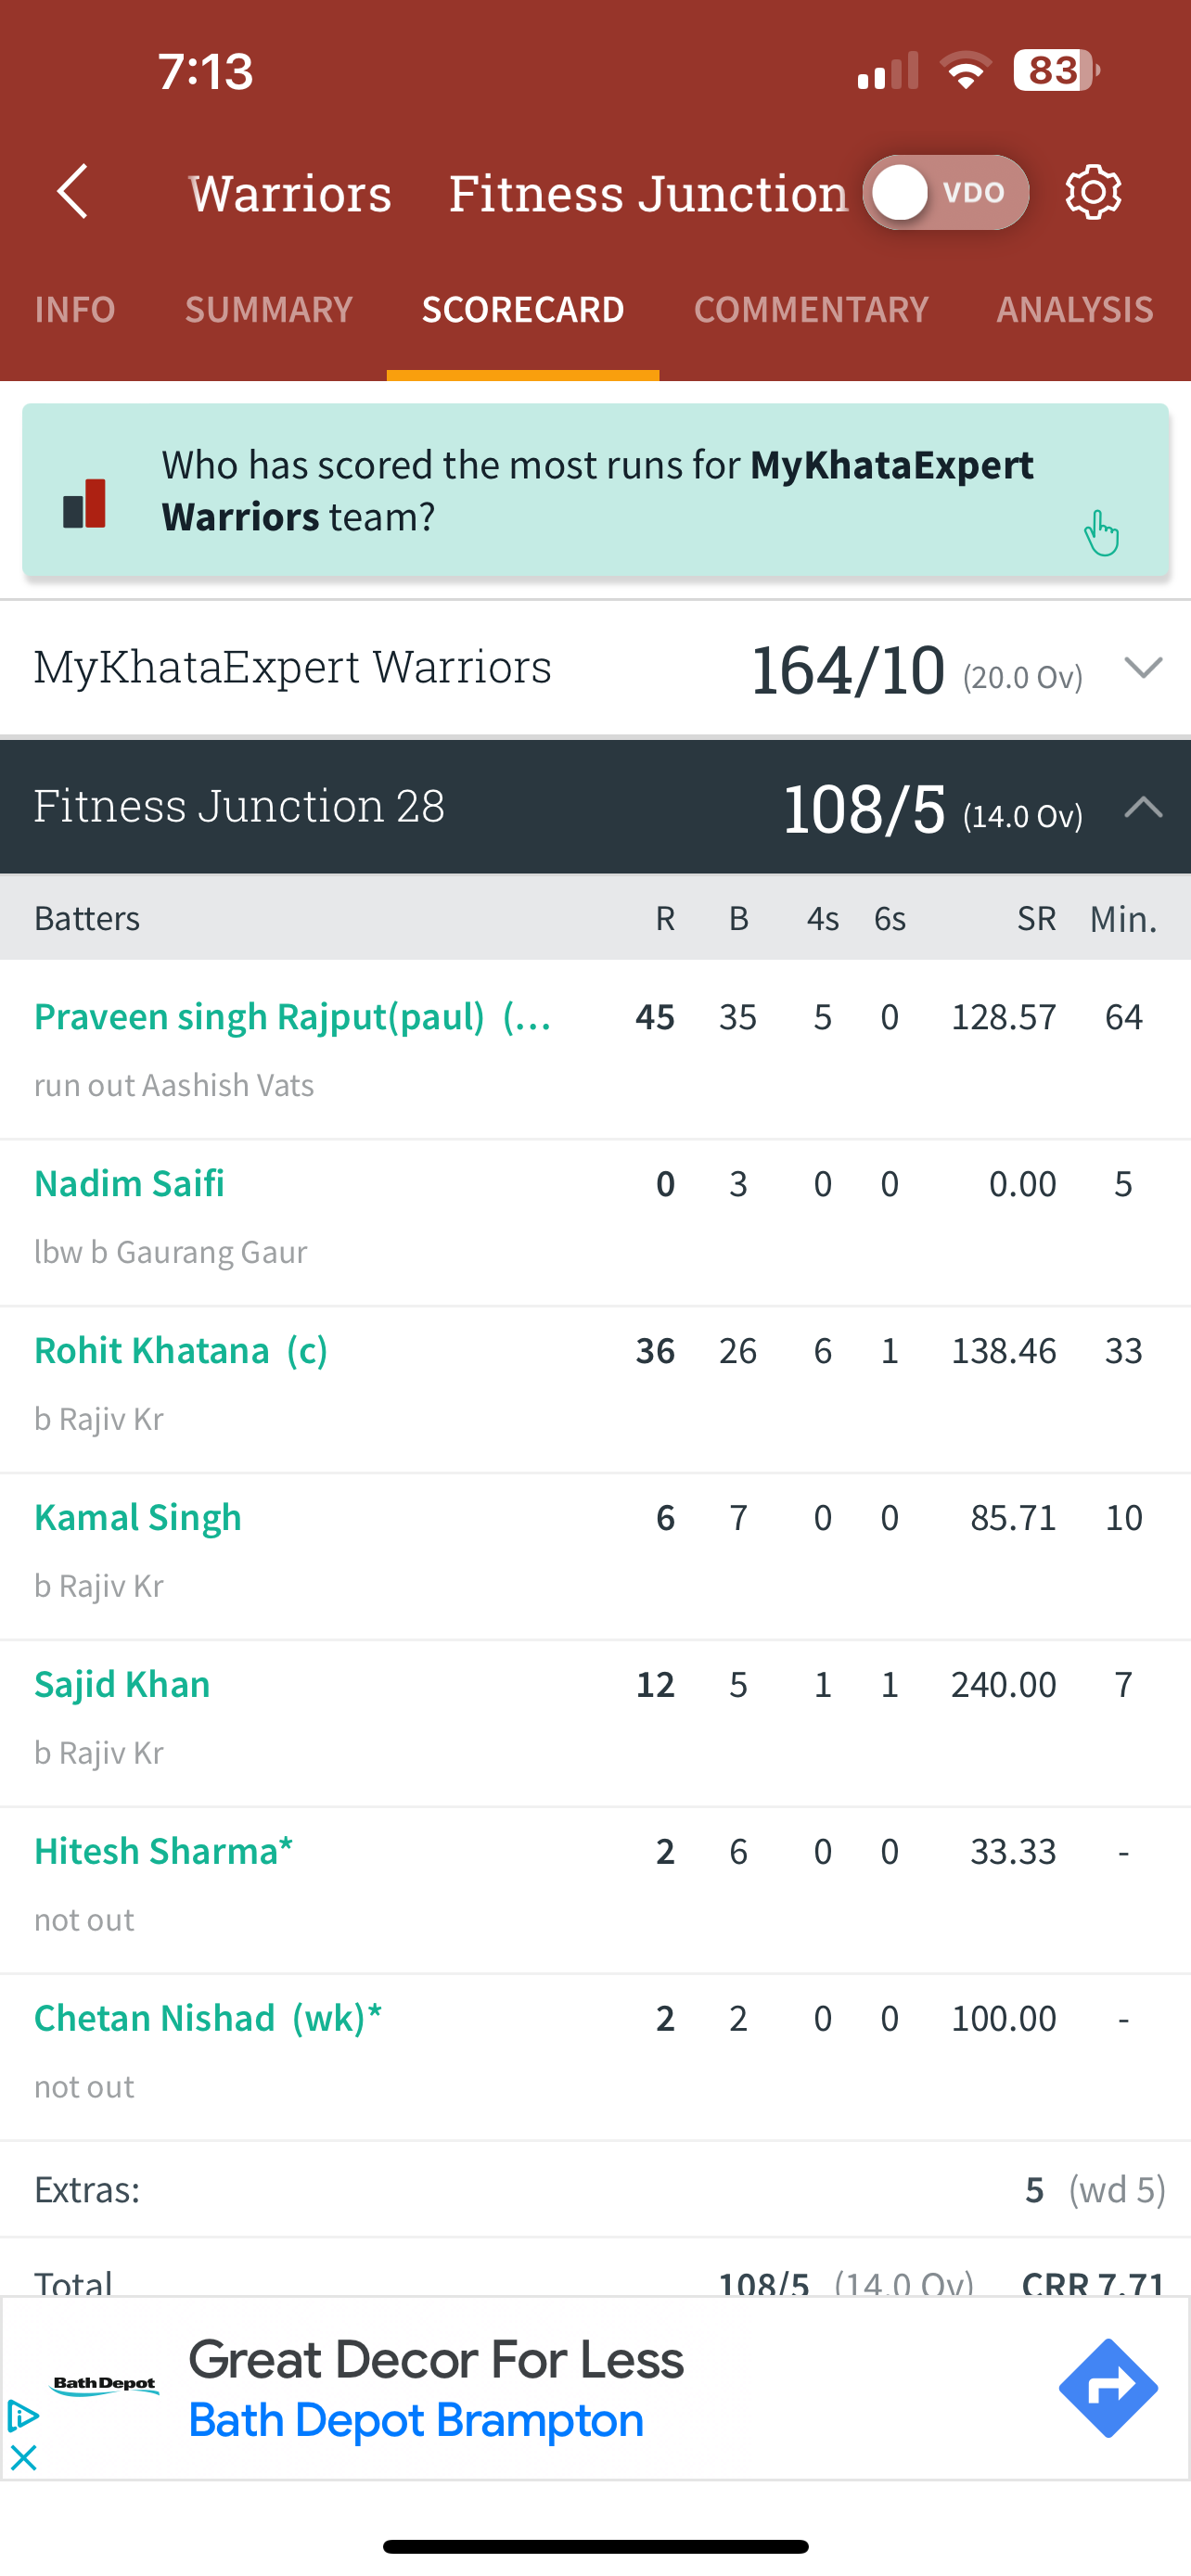 7:13
83
Warriors Fitness Junction VDO
INFO SUMMARY SCORECARD COMMENTARY ANALYSIS
Who has scored the most runs for MyKhataExpert
Warriors team?
MyKhataExpert Warriors 164/10 (20.0 Ov)
Fitness Junction 28 108/5 (14.0 Ov)
Batters R B 4s 6s SR Min.
Praveen singh Rajput(paul) (... 45 35 5 0 128.57 64
run out Aashish Vats
Nadim Saifi 0 3 0 0 0.00 5
lbw b Gaurang Gaur
Rohit Khatana (c) 36 26 6 1 138.46 33
b Rajiv Kr
Kamal Singh 6 7 0 0 85.71 10
b Rajiv Kr
Sajid Khan 12 5 1 1 240.00 7
b Rajiv Kr
Hitesh Sharma* 2 6 0 0 33.33 -
not out
Chetan Nishad (wk)* 2 2 0 0 100.00 -
not out
Extras: 5 (wd 5)
Total 108/5 (14.0 Ov) CRR 7.71
Bath Depot
Great Decor For Less
Bath Depot Brampton